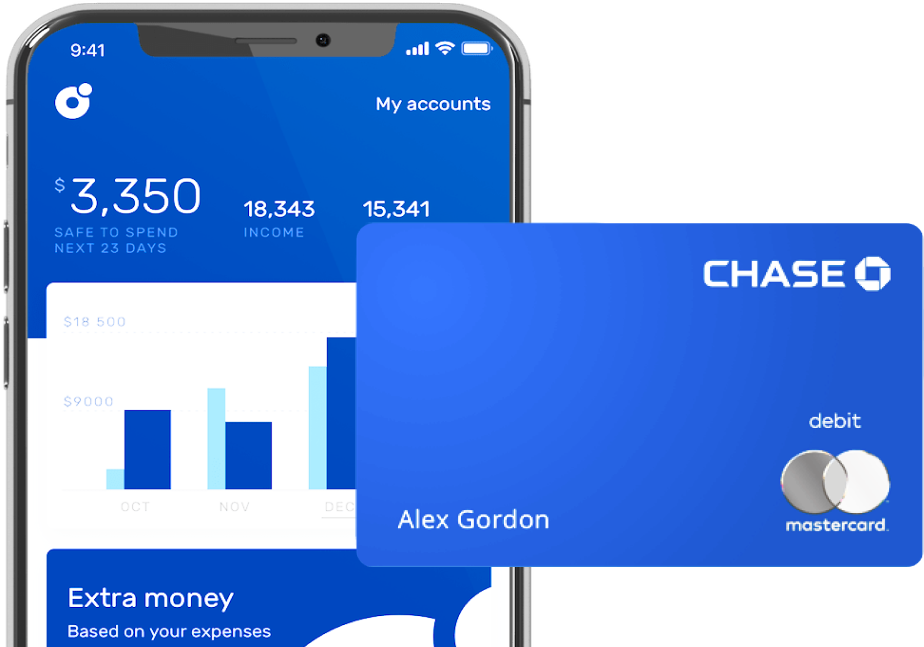 9:41
My accounts
$3,350
18,343
15,341
SAFE TO SPEND
NEXT 23 DAYS
INCOME
$18 500
$9000
OCT
NOV
DEC
CHASE
debit
mastercard.
Alex Gordon
Extra money
Based on your expenses